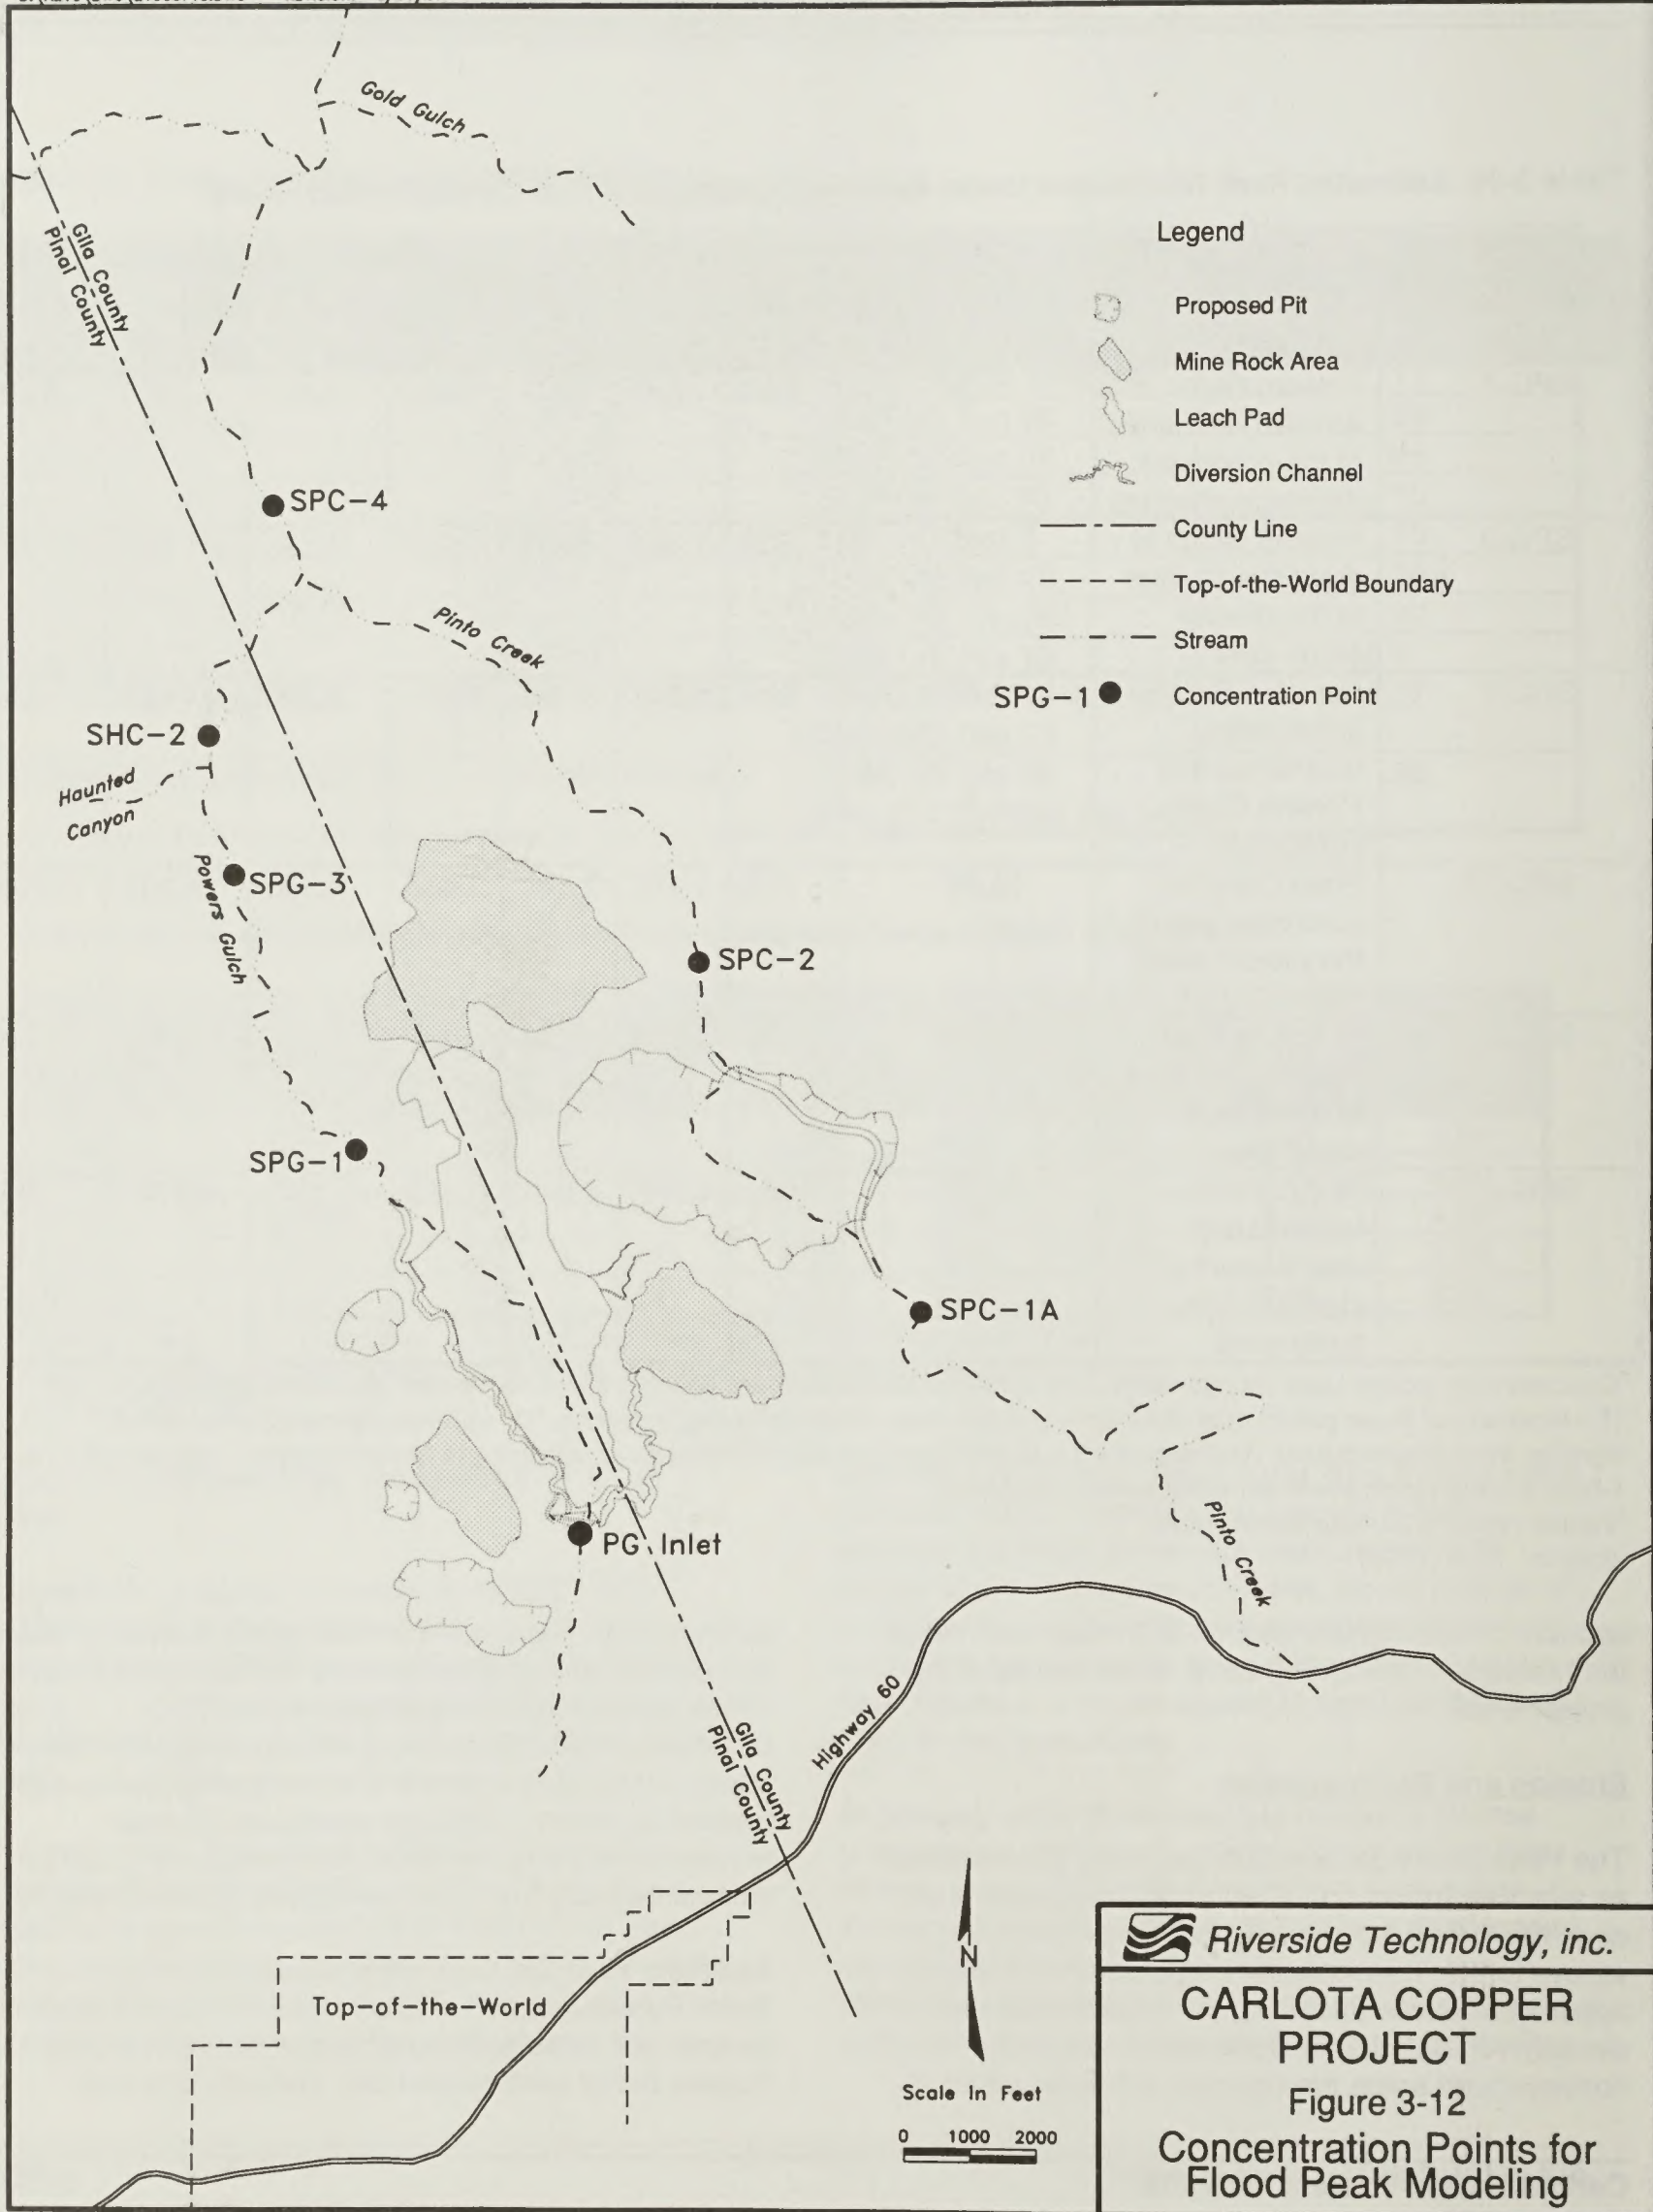 Gold Gulch
Gila County
Pinal County
Legend
Proposed Pit
Mine Rock Area
Leach Pad
Diversion Channel
County Line
Top-of-the-World Boundary
Stream
SPG-1 Concentration Point
SPC-4
Pinto Creek
SHC-2
Haunted
Canyon
SPG-3
Powers Gulch
SPC-2
SPG-1
SPC-1A
PG Inlet
Pinto Creek
Highway 60
Gila County
Pinal County
Top-of-the-World
N
Scale In Feet
0 1000 2000
Riverside Technology, inc.
CARLOTA COPPER
PROJECT
Figure 3-12
Concentration Points for
Flood Peak Modeling